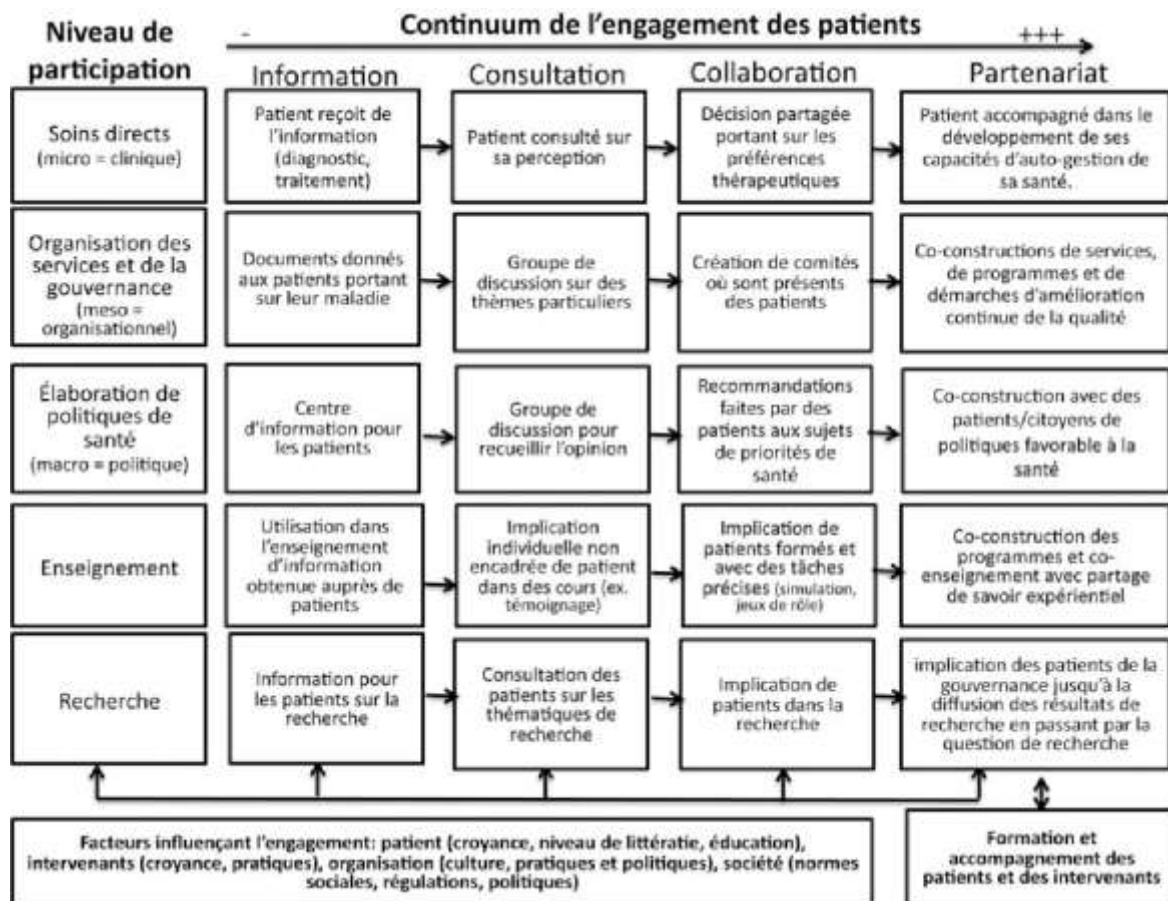 Niveau de
participation
Continuum de l'engagement des patients
-
+++
Information
Consultation
Collaboration
Partenariat
Soins directs
(micro = clinique)
Patient reçoit de
l'information
(diagnostic,
traitement)
Patient consulté sur
sa perception
Décision partagée
portant sur les
préférences
thérapeutiques
Patient accompagné dans le
développement de ses
capacités d'auto-gestion de
sa santé.
Organisation des
services et de la
gouvernance
(meso =
organisationnel)
Documents donnés
aux patients portant
sur leur maladie
Groupe de
discussion sur des
thèmes particuliers
Création de comités
où sont présents
des patients
Co-constructions de services,
de programmes et de
démarches d'amélioration
continue de la qualité
Élaboration de
politiques de
santé
(macro = politique)
Centre
d'information pour
les patients
Groupe de
discussion pour
recueillir l'opinion
Recommandations
faites par des
patients aux sujets
de priorités de
santé
Co-construction avec des
patients/citoyens de
politiques favorable à la
santé
Enseignement
Utilisation dans
l'enseignement
d'information
obtenue auprès de
patients
Implication
individuelle non
encadrée de patient
dans des cours (ex.
témoignage)
Implication de
patients formés et
avec des tâches
précises (simulation,
jeux de rôle)
Co-construction des
programmes et co-
enseignement avec partage
de savoir expérientiel
Recherche
Information pour
les patients sur la
recherche
Consultation des
patients sur les
thématiques de
recherche
Implication de
patients dans la
recherche
implication des patients de la
gouvernance jusqu'à la
diffusion des résultats de
recherche en passant par la
question de recherche
Facteurs influençant l'engagement: patient (croyance, niveau de littératie, éducation),
intervenants (croyance, pratiques), organisation (culture, pratiques et politiques), société (normes
sociales, régulations, politiques)
Formation et
accompagnement des
patients et des intervenants